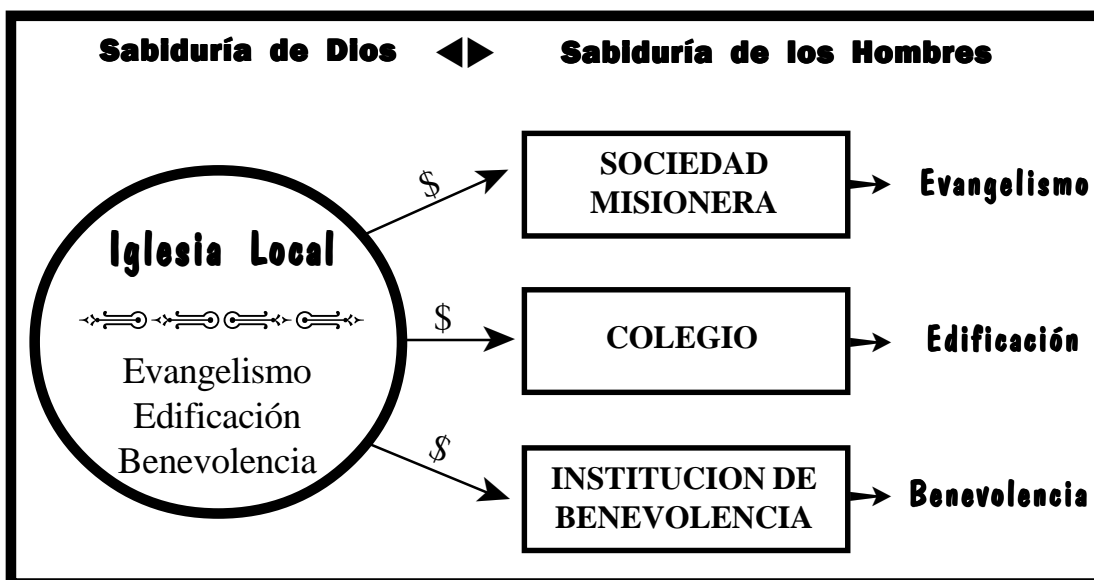 Sabiduría de Dios ◀▶ Sabiduría de los Hombres
Iglesia Local
Evangelismo
Edificación
Benevolencia
$
SOCIEDAD
MISIONERA
Evangelismo
$
COLEGIO
Edificación
$
INSTITUCION DE
BENEVOLENCIA
Benevolencia